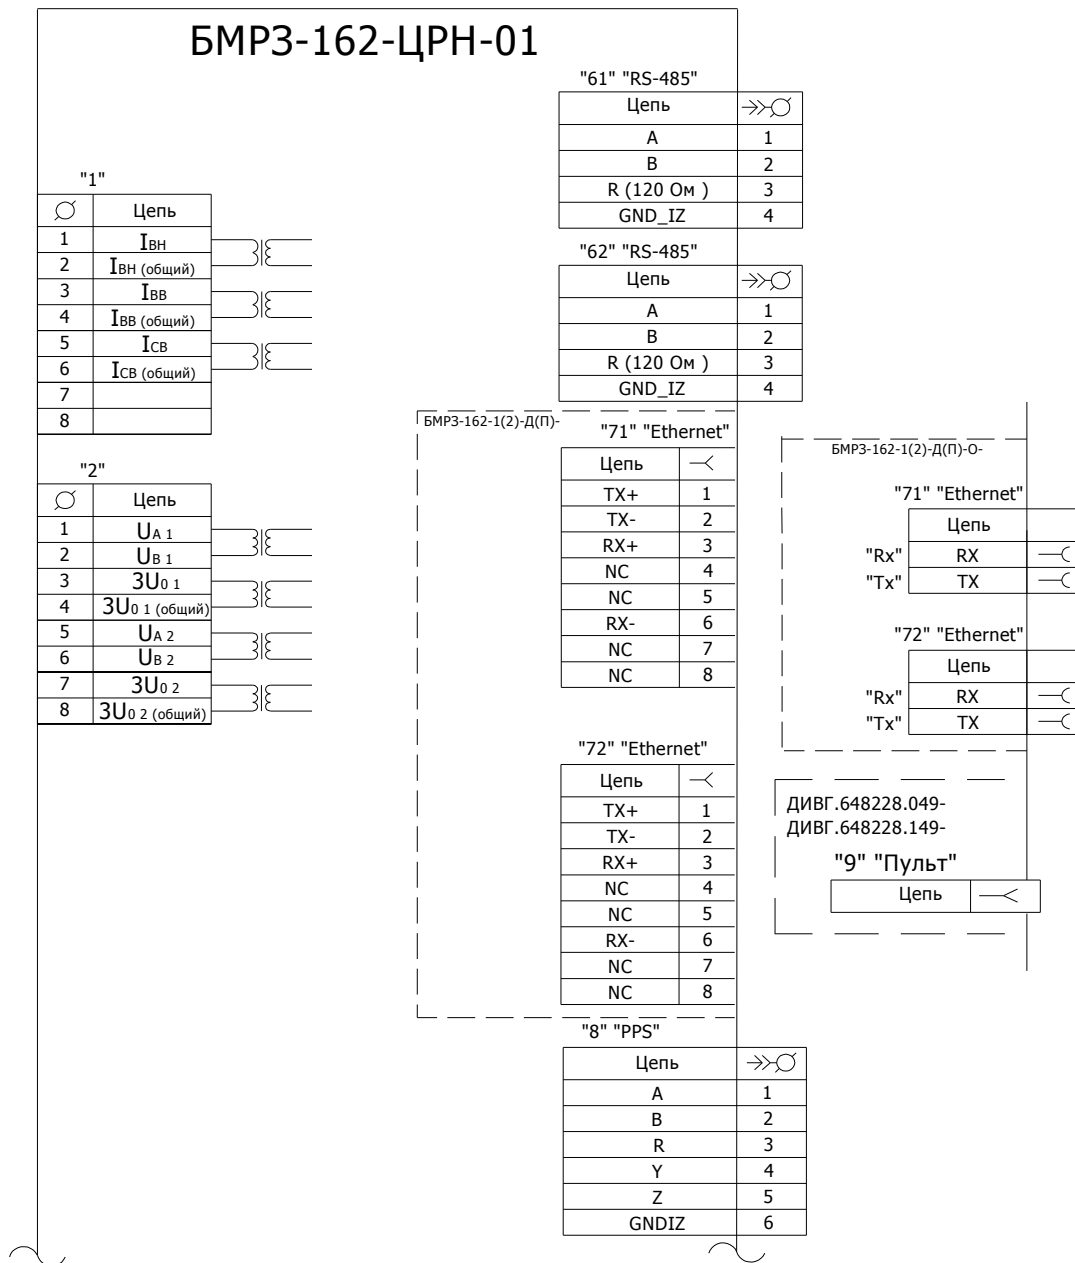 БМРЗ-162-ЦРН-01
"61" "RS-485"
Цепь
A 1
B 2
R (120 Ом ) 3
GND_IZ 4
"1"
Цепь
1 IВН
2 IВН (общий)
3 IВВ
4 IВВ (общий)
5 IСВ
6 IСВ (общий)
7
8
"62" "RS-485"
Цепь
A 1
B 2
R (120 Ом ) 3
GND_IZ 4
"2"
Цепь
1 UA 1
2 UB 1
3 3U0 1
4 3U0 1 (общий)
5 UA 2
6 UB 2
7 3U0 2
8 3U0 2 (общий)
БМРЗ-162-1(2)-Д(П)-
"71" "Ethernet"
Цепь
TX+ 1
TX- 2
RX+ 3
NC 4
NC 5
RX- 6
NC 7
NC 8
"72" "Ethernet"
Цепь
TX+ 1
TX- 2
RX+ 3
NC 4
NC 5
RX- 6
NC 7
NC 8
БМРЗ-162-1(2)-Д(П)-О-
"71" "Ethernet"
Цепь
"Rx" RX
"Tx" TX
"72" "Ethernet"
Цепь
"Rx" RX
"Tx" TX
ДИВГ.648228.049-
ДИВГ.648228.149-
"9" "Пульт"
Цепь
"8" "PPS"
Цепь
A 1
B 2
R 3
Y 4
Z 5
GNDIZ 6